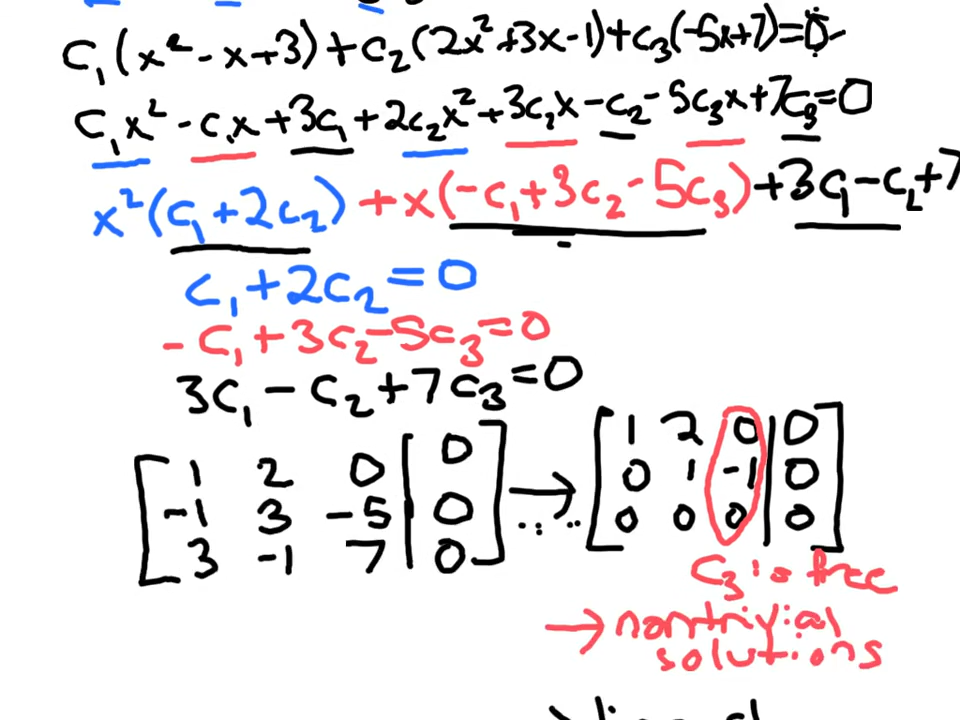 c₁(x² - x + 3) + c₂(2x² + 3x - 1) + c₃(-5x + 7) = 0
c₁x² - c₁x + 3c₁ + 2c₂x² + 3c₂x - c₂ - 5c₃x + 7c₃ = 0
x²(c₁ + 2c₂) + x(-c₁ + 3c₂ - 5c₃) + 3c₁ - c₂ + 7
c₁ + 2c₂ = 0
-c₁ + 3c₂ - 5c₃ = 0
3c₁ - c₂ + 7c₃ = 0
[1 2 0 | 0] → [1 2 0 | 0]
[-1 3 -5 | 0] [0 1 -1 | 0]
[3 -1 7 | 0] [0 0 0 | 0]
c₃ is free
→ nontrivial
solutions